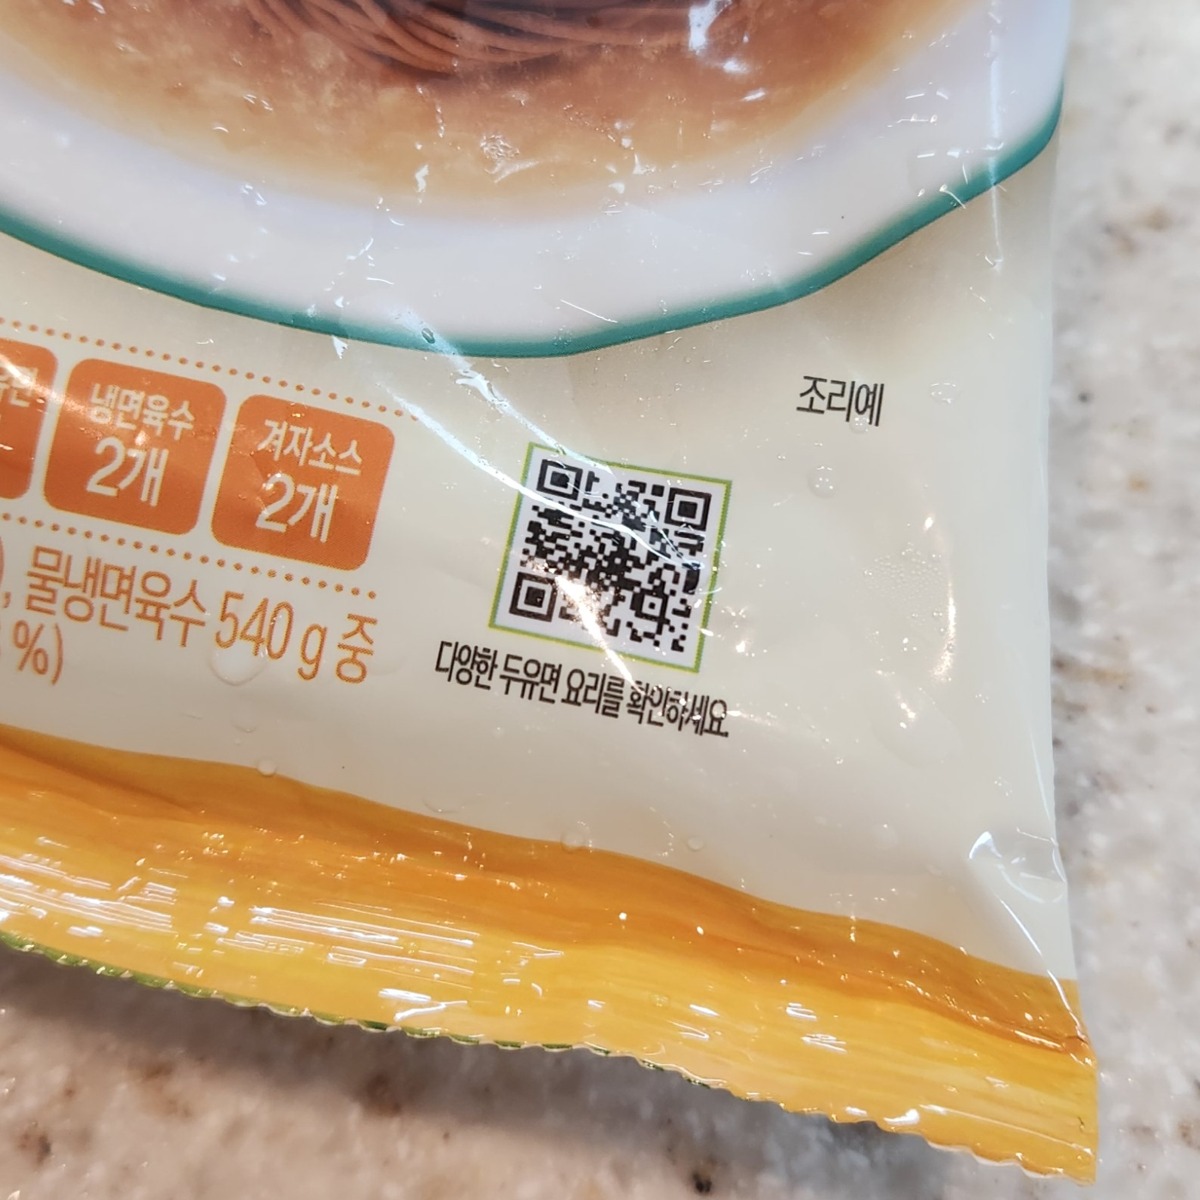 조리예
냉면육수
2개
겨자소스
2개
, 물냉면육수 540 g 중
%)
다양한 두유면 요리를 확인하세요.